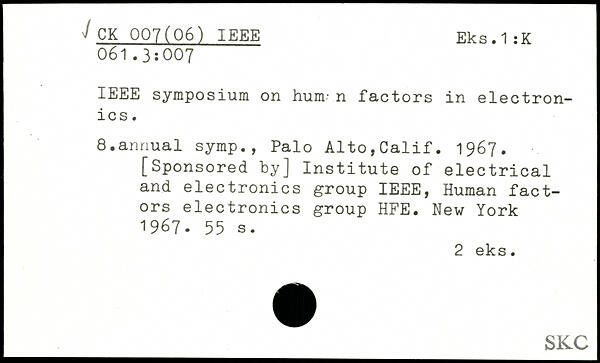 CK 007(06) IEEE Eks.1:K
061.3:007
IEEE symposium on hum n factors in electron-
ics.
8.annual symp., Palo Alto,Calif. 1967.
[Sponsored by] Institute of electrical
and electronics group IEEE, Human fact-
ors electronics group HFE. New York
1967. 55 s.
2 eks.
SKC